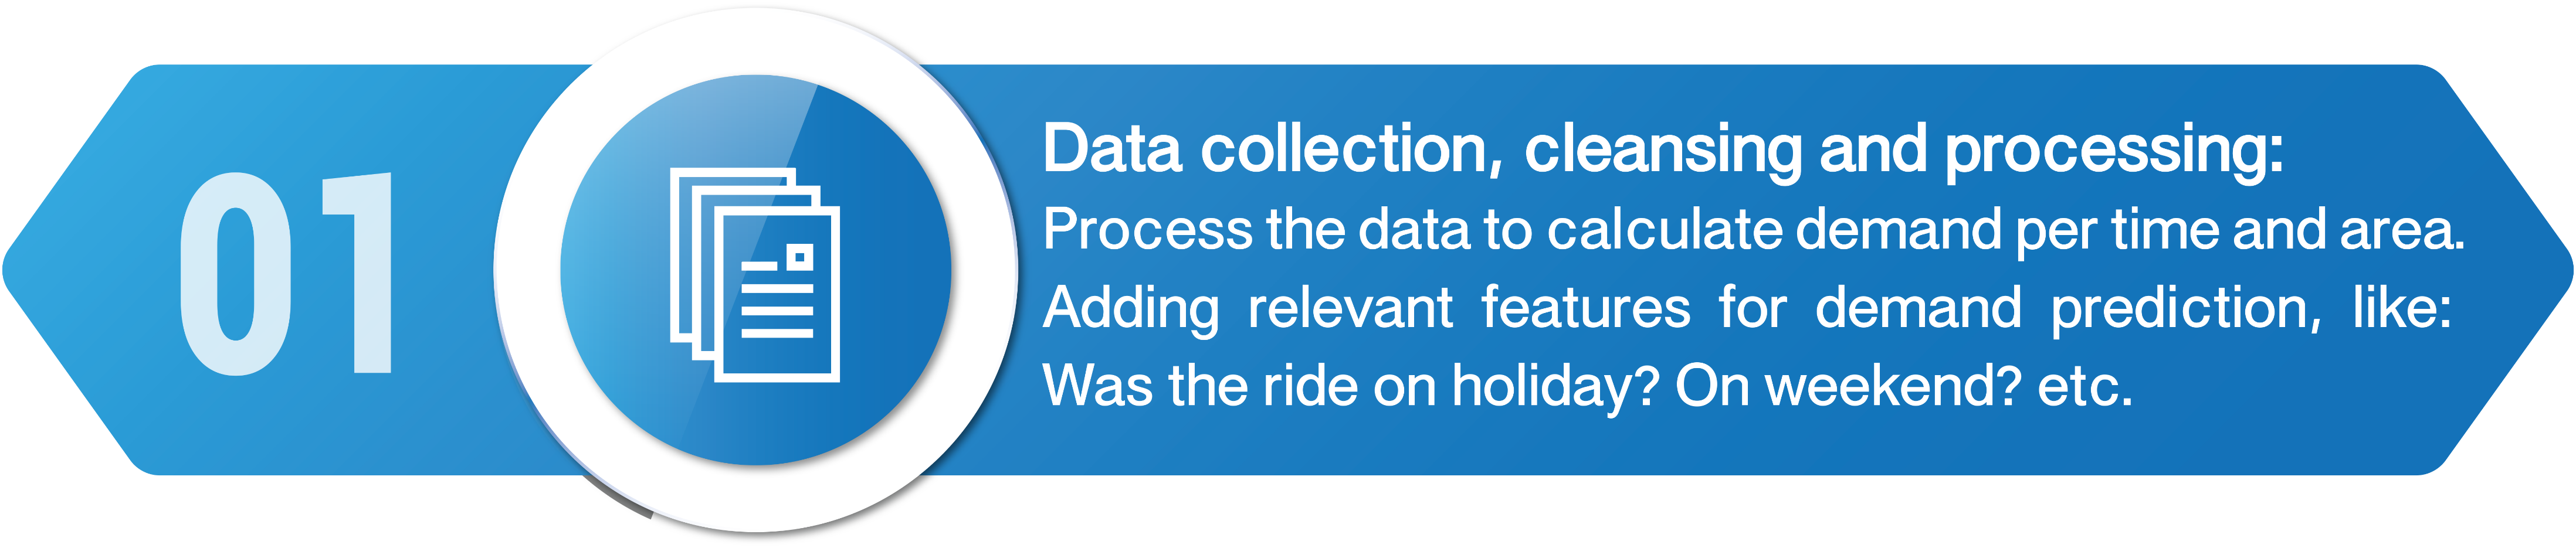 01
Data collection, cleansing and processing:
Process the data to calculate demand per time and area.
Adding relevant features for demand prediction, like:
Was the ride on holiday? On weekend? etc.